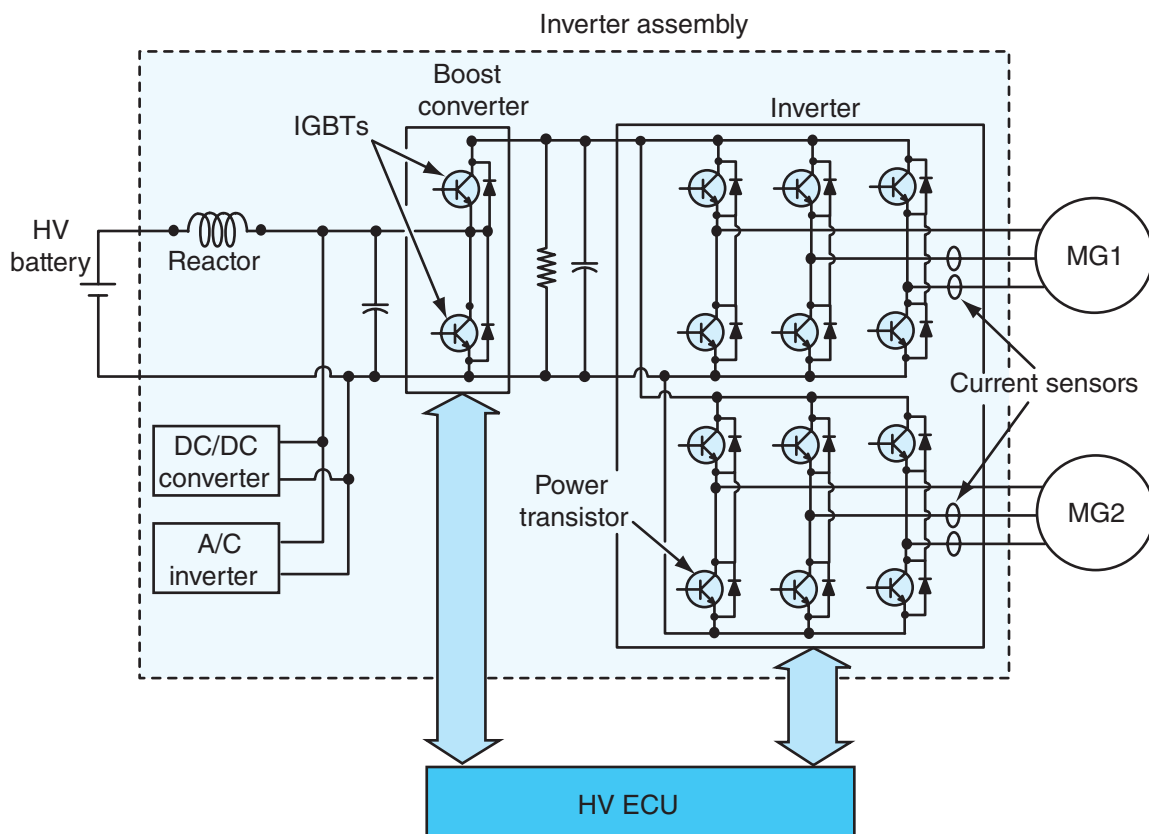 Inverter assembly
Boost
converter
Inverter
IGBTs
HV
battery
Reactor
MG1
Current sensors
DC/DC
converter
Power
transistor
MG2
A/C
inverter
HV ECU